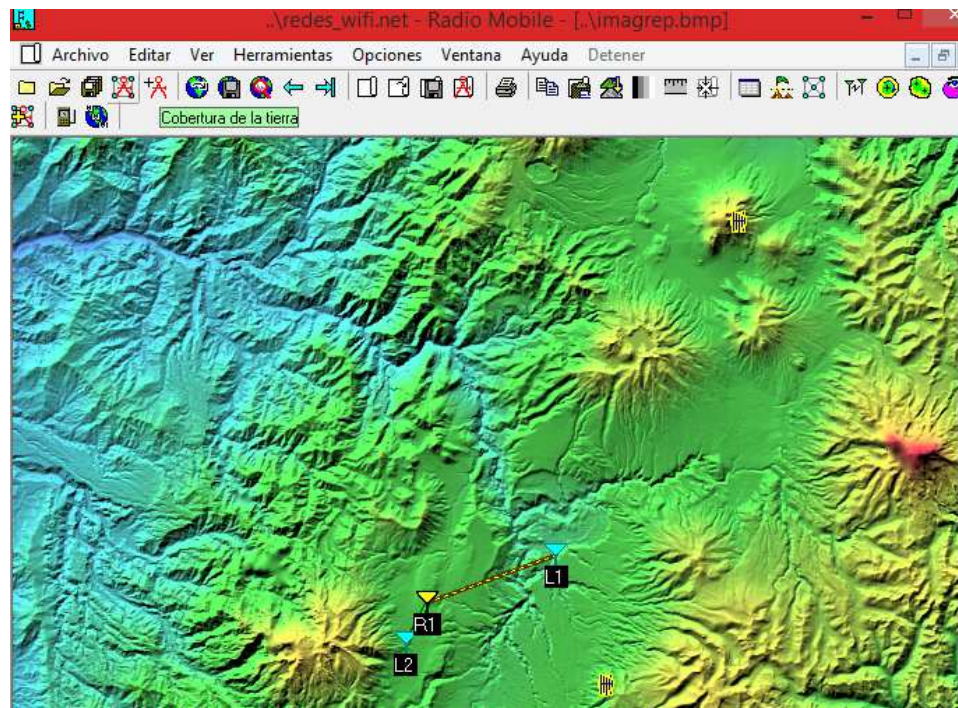 ..\redes_wifi.net - Radio Mobile - [..\imagrep.bmp]
Archivo Editar Ver Herramientas Opciones Ventana Ayuda Detener
Cobertura de la tierra
L1
R1
L2